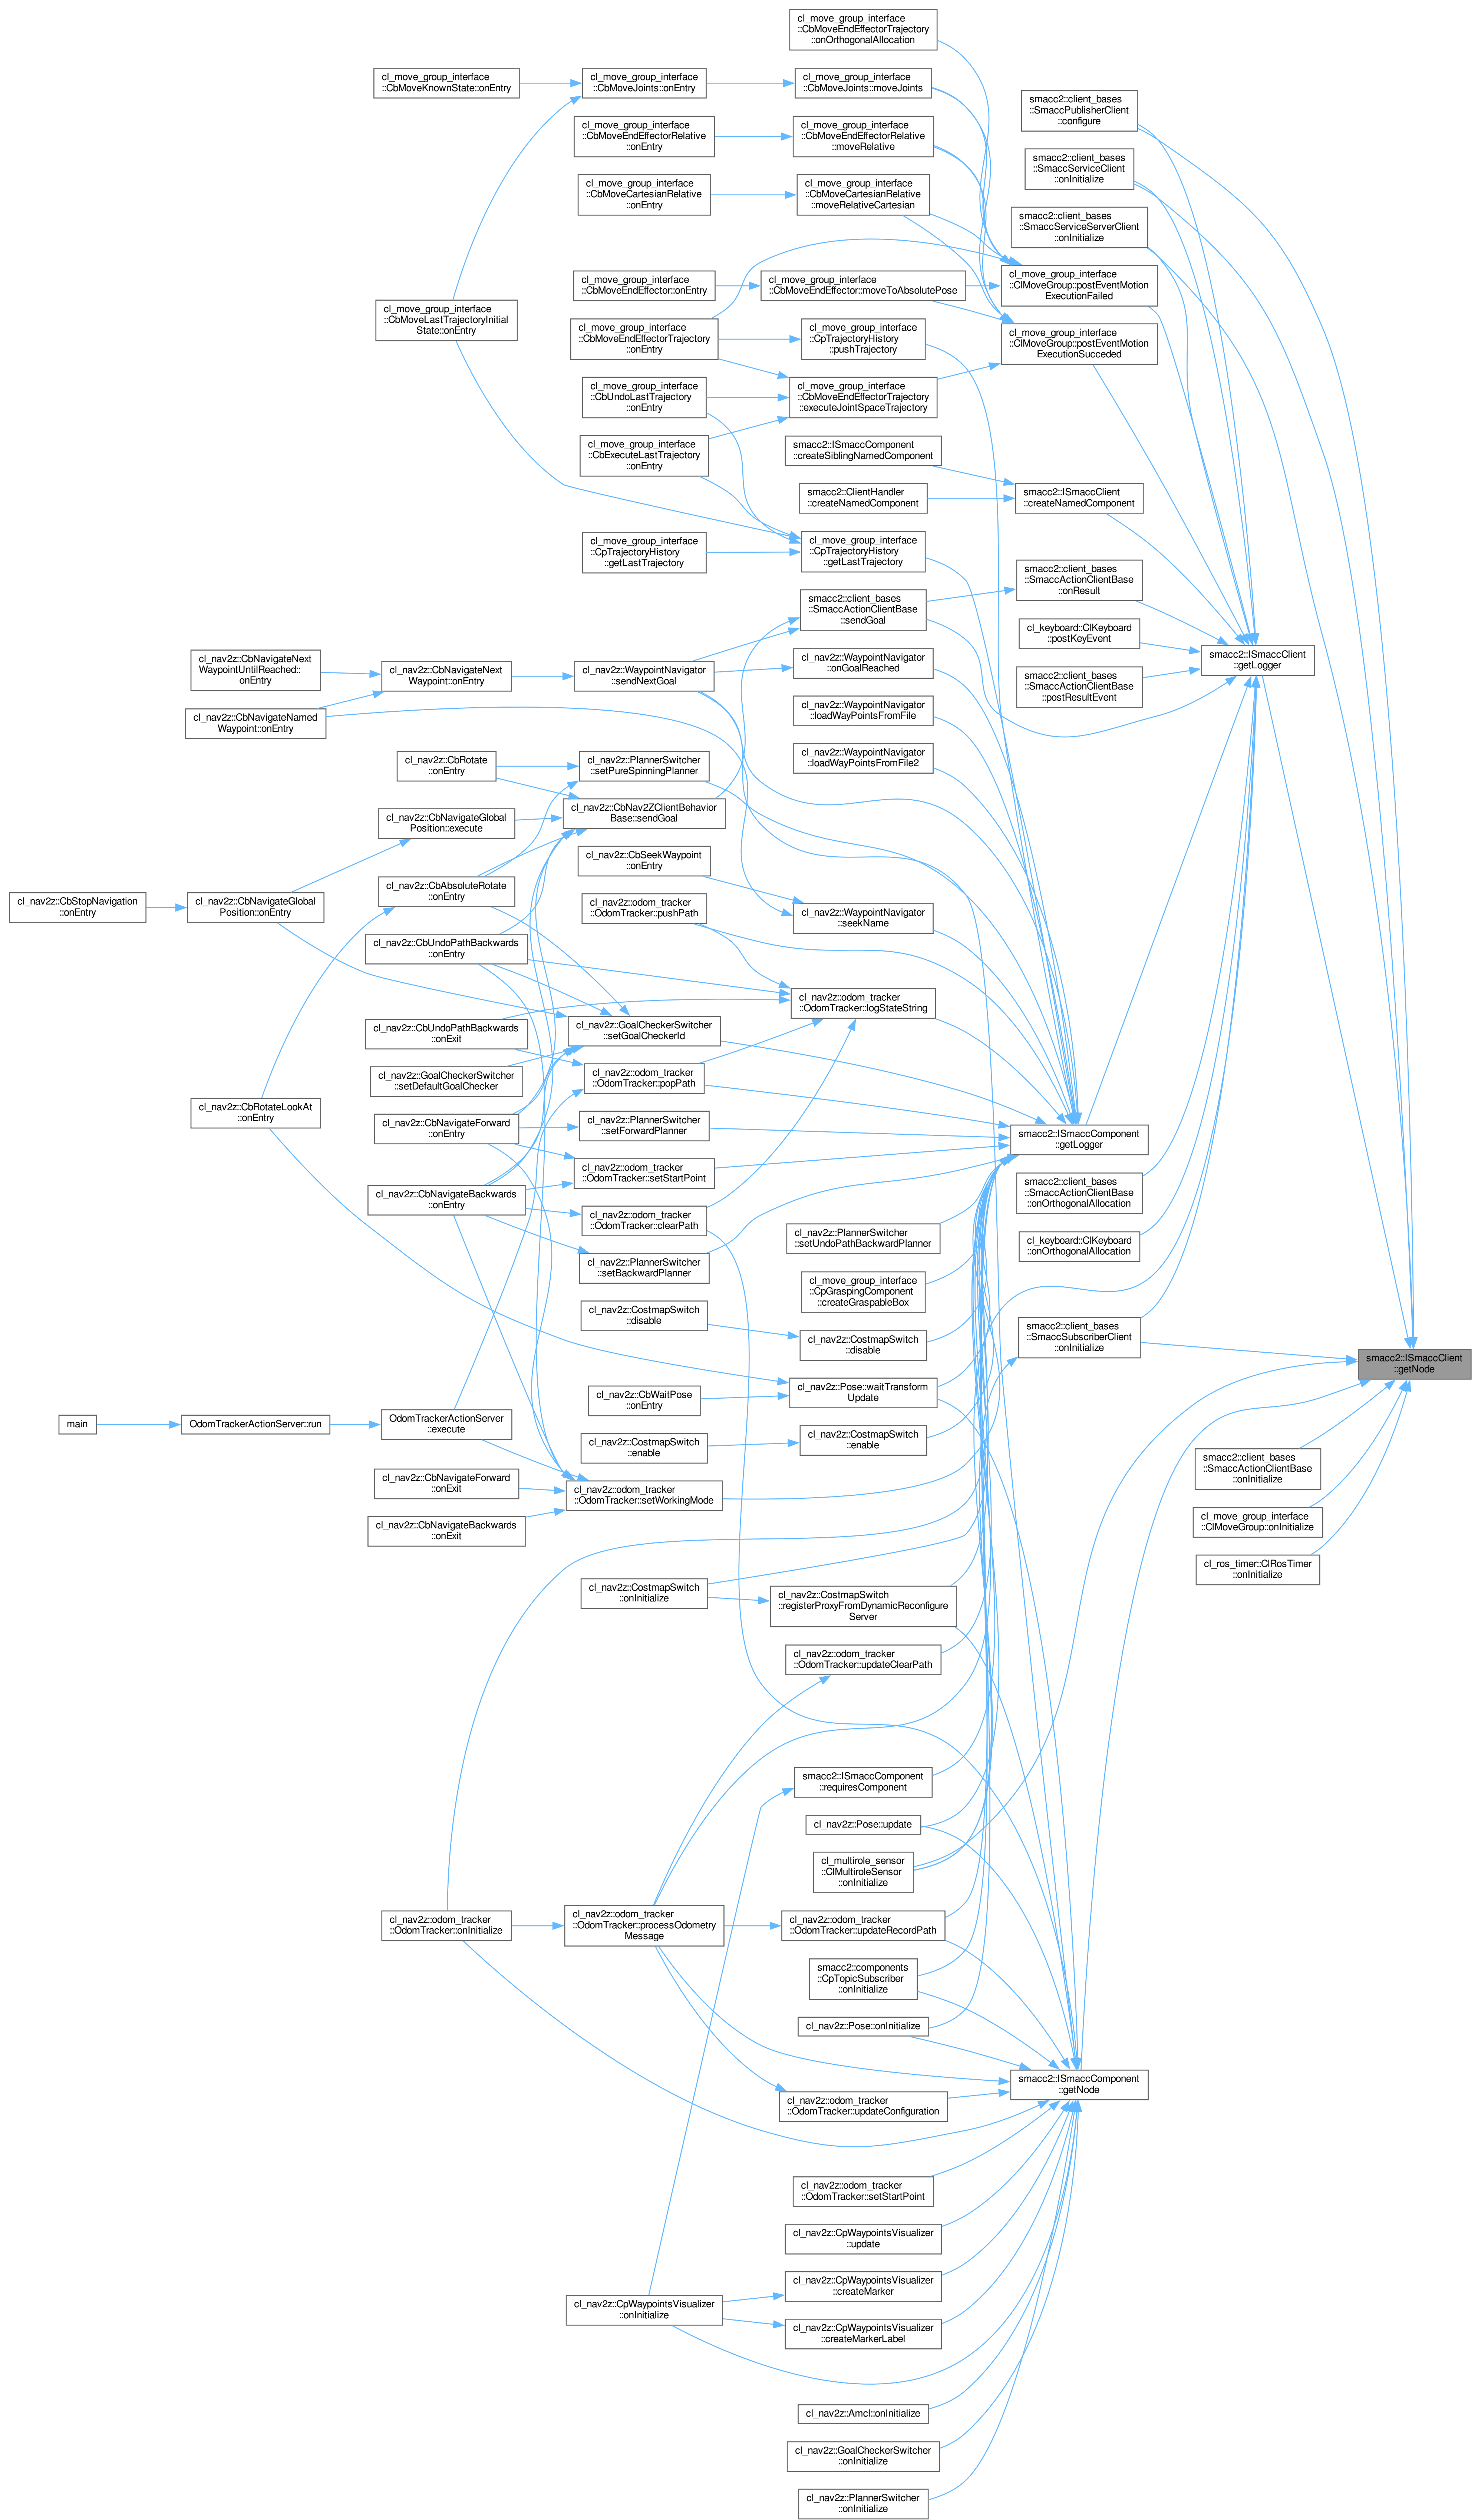 cl_move_group_interface
::CbMoveEndEffectorTrajectory
::onOrthogonalAllocation
cl_move_group_interface
::CbMoveKnownState::onEntry
cl_move_group_interface
::CbMoveJoints::onEntry
cl_move_group_interface
::CbMoveJoints::moveJoints
smacc2::client_bases
::SmaccPublisherClient
::configure
cl_move_group_interface
::CbMoveEndEffectorRelative
::onEntry
cl_move_group_interface
::CbMoveEndEffectorRelative
::moveRelative
smacc2::client_bases
::SmaccServiceClient
::onInitialize
cl_move_group_interface
::CbMoveCartesianRelative
::onEntry
cl_move_group_interface
::CbMoveCartesianRelative
::moveRelativeCartesian
smacc2::client_bases
::SmaccServiceServerClient
::onInitialize
cl_move_group_interface
::CbMoveEndEffector::onEntry
cl_move_group_interface
::CbMoveEndEffector::moveToAbsolutePose
cl_move_group_interface
::ClMoveGroup::postEventMotion
ExecutionFailed
cl_move_group_interface
::CbMoveLastTrajectoryInitial
State::onEntry
cl_move_group_interface
::CbMoveEndEffectorTrajectory
::onEntry
cl_move_group_interface
::CpTrajectoryHistory
::pushTrajectory
cl_move_group_interface
::ClMoveGroup::postEventMotion
ExecutionSucceded
cl_move_group_interface
::CbUndoLastTrajectory
::onEntry
cl_move_group_interface
::CbMoveEndEffectorTrajectory
::executeJointSpaceTrajectory
cl_move_group_interface
::CbExecuteLastTrajectory
::onEntry
smacc2::ISmaccComponent
::createSiblingNamedComponent
smacc2::ClientHandler
::createNamedComponent
smacc2::ISmaccClient
::createNamedComponent
cl_move_group_interface
::CpTrajectoryHistory
::getLastTrajectory
cl_move_group_interface
::CpTrajectoryHistory
::getLastTrajectory
smacc2::client_bases
::SmaccActionClientBase
::onResult
smacc2::client_bases
::SmaccActionClientBase
::sendGoal
cl_keyboard::ClKeyboard
::postKeyEvent
smacc2::ISmaccClient
::getLogger
cl_nav2z::CbNavigateNext
WaypointUntilReached::
onEntry
cl_nav2z::CbNavigateNext
Waypoint::onEntry
cl_nav2z::WaypointNavigator
::sendNextGoal
cl_nav2z::WaypointNavigator
::onGoalReached
smacc2::client_bases
::SmaccActionClientBase
::postResultEvent
cl_nav2z::CbNavigateNamed
Waypoint::onEntry
cl_nav2z::WaypointNavigator
::loadWayPointsFromFile
cl_nav2z::WaypointNavigator
::loadWayPointsFromFile2
cl_nav2z::CbRotate
::onEntry
cl_nav2z::PlannerSwitcher
::setPureSpinningPlanner
cl_nav2z::CbNavigateGlobal
Position::execute
cl_nav2z::CbNav2ZClientBehavior
Base::sendGoal
cl_nav2z::CbSeekWaypoint
::onEntry
cl_nav2z::CbStopNavigation
::onEntry
cl_nav2z::CbNavigateGlobal
Position::onEntry
cl_nav2z::CbAbsoluteRotate
::onEntry
cl_nav2z::odom_tracker
::OdomTracker::pushPath
cl_nav2z::WaypointNavigator
::seekName
cl_nav2z::CbUndoPathBackwards
::onEntry
cl_nav2z::odom_tracker
::OdomTracker::logStateString
cl_nav2z::CbUndoPathBackwards
::onExit
cl_nav2z::GoalCheckerSwitcher
::setGoalCheckerId
cl_nav2z::GoalCheckerSwitcher
::setDefaultGoalChecker
cl_nav2z::odom_tracker
::OdomTracker::popPath
cl_nav2z::CbRotateLookAt
::onEntry
cl_nav2z::CbNavigateForward
::onEntry
cl_nav2z::PlannerSwitcher
::setForwardPlanner
smacc2::ISmaccComponent
::getLogger
cl_nav2z::odom_tracker
::OdomTracker::setStartPoint
smacc2::client_bases
::SmaccActionClientBase
::onOrthogonalAllocation
cl_nav2z::CbNavigateBackwards
::onEntry
cl_nav2z::odom_tracker
::OdomTracker::clearPath
cl_nav2z::PlannerSwitcher
::setUndoPathBackwardPlanner
cl_keyboard::ClKeyboard
::onOrthogonalAllocation
cl_nav2z::PlannerSwitcher
::setBackwardPlanner
cl_move_group_interface
::CpGraspingComponent
::createGraspableBox
cl_nav2z::CostmapSwitch
::disable
cl_nav2z::CostmapSwitch
::disable
smacc2::client_bases
::SmaccSubscriberClient
::onInitialize
smacc2::ISmaccClient
::getNode
cl_nav2z::CbWaitPose
::onEntry
cl_nav2z::Pose::waitTransform
Update
main
OdomTrackerActionServer::run
OdomTrackerActionServer
::execute
cl_nav2z::CostmapSwitch
::enable
cl_nav2z::CostmapSwitch
::enable
smacc2::client_bases
::SmaccActionClientBase
::onInitialize
cl_nav2z::CbNavigateForward
::onExit
cl_nav2z::odom_tracker
::OdomTracker::setWorkingMode
cl_move_group_interface
::ClMoveGroup::onInitialize
cl_nav2z::CbNavigateBackwards
::onExit
cl_ros_timer::ClRosTimer
::onInitialize
cl_nav2z::CostmapSwitch
::onInitialize
cl_nav2z::CostmapSwitch
::registerProxyFromDynamicReconfigure
Server
cl_nav2z::odom_tracker
::OdomTracker::updateClearPath
smacc2::ISmaccComponent
::requiresComponent
cl_nav2z::Pose::update
cl_multirole_sensor
::ClMultiroleSensor
::onInitialize
cl_nav2z::odom_tracker
::OdomTracker::onInitialize
cl_nav2z::odom_tracker
::OdomTracker::processOdometry
Message
cl_nav2z::odom_tracker
::OdomTracker::updateRecordPath
smacc2::components
::CpTopicSubscriber
::onInitialize
cl_nav2z::Pose::onInitialize
smacc2::ISmaccComponent
::getNode
cl_nav2z::odom_tracker
::OdomTracker::updateConfiguration
cl_nav2z::odom_tracker
::OdomTracker::setStartPoint
cl_nav2z::CpWaypointsVisualizer
::update
cl_nav2z::CpWaypointsVisualizer
::createMarker
cl_nav2z::CpWaypointsVisualizer
::onInitialize
cl_nav2z::CpWaypointsVisualizer
::createMarkerLabel
cl_nav2z::Amcl::onInitialize
cl_nav2z::GoalCheckerSwitcher
::onInitialize
cl_nav2z::PlannerSwitcher
::onInitialize